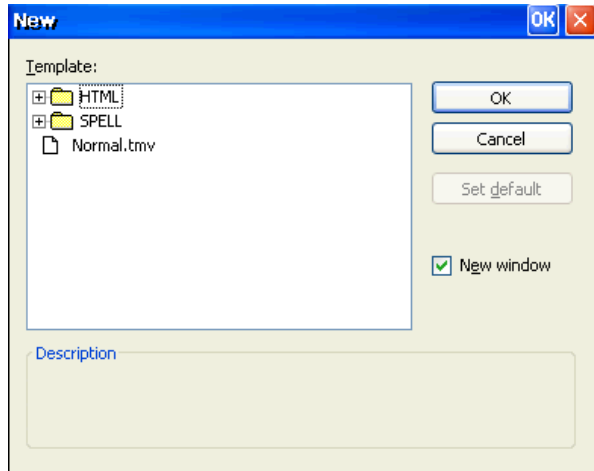 New OK
Template:
HTML
OK
SPELL
Normal.tmv
Cancel
Set default
New window
Description